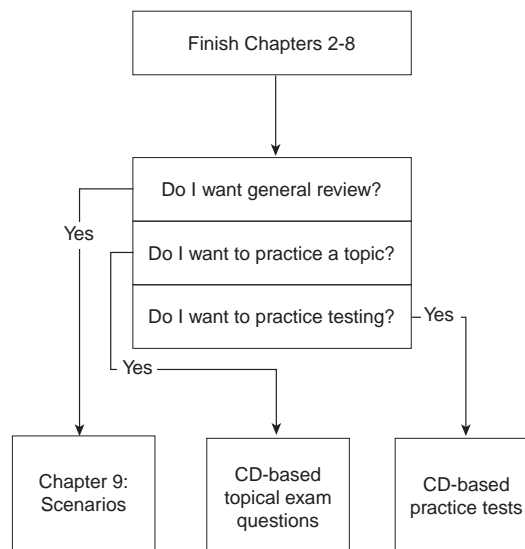 Finish Chapters 2-8
Do I want general review?
Yes
Do I want to practice a topic?
Do I want to practice testing?
Yes
Yes
Chapter 9:
Scenarios
CD-based
topical exam
questions
CD-based
practice tests